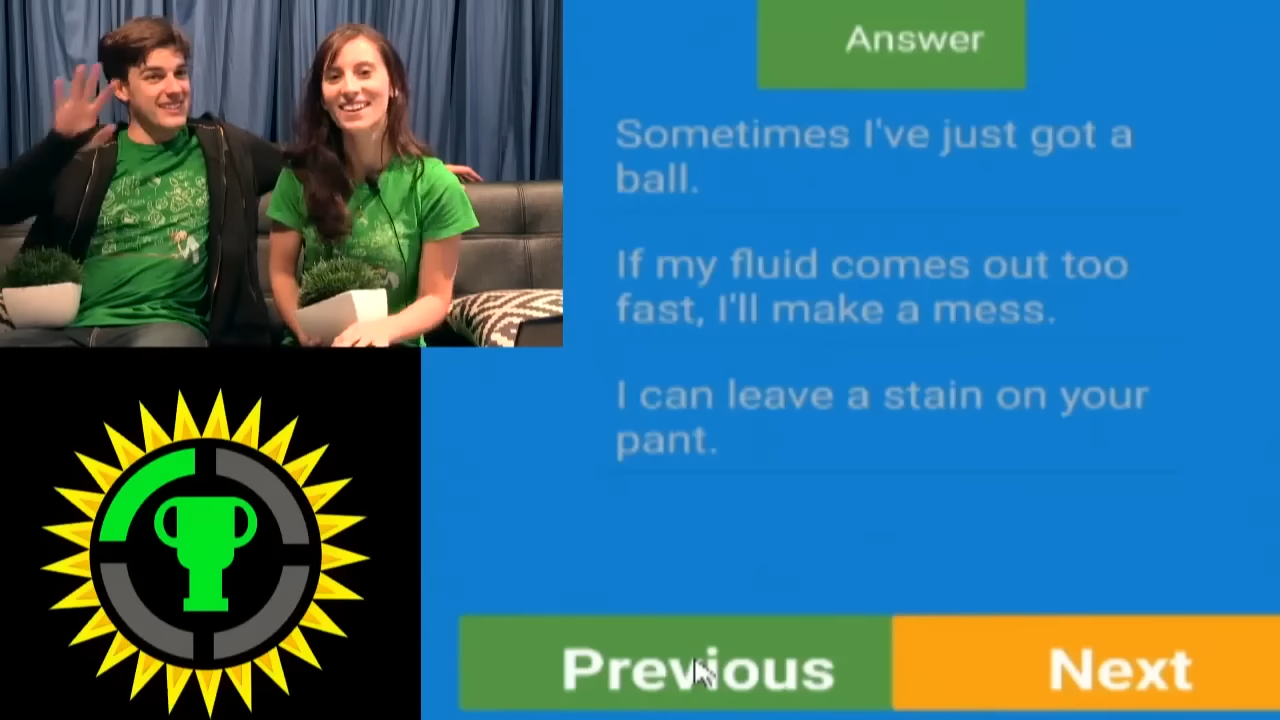 Answer
Sometimes I've just got a
ball.
If my fluid comes out too
fast, I'll make a mess.
I can leave a stain on your
pant.
Previous
Next